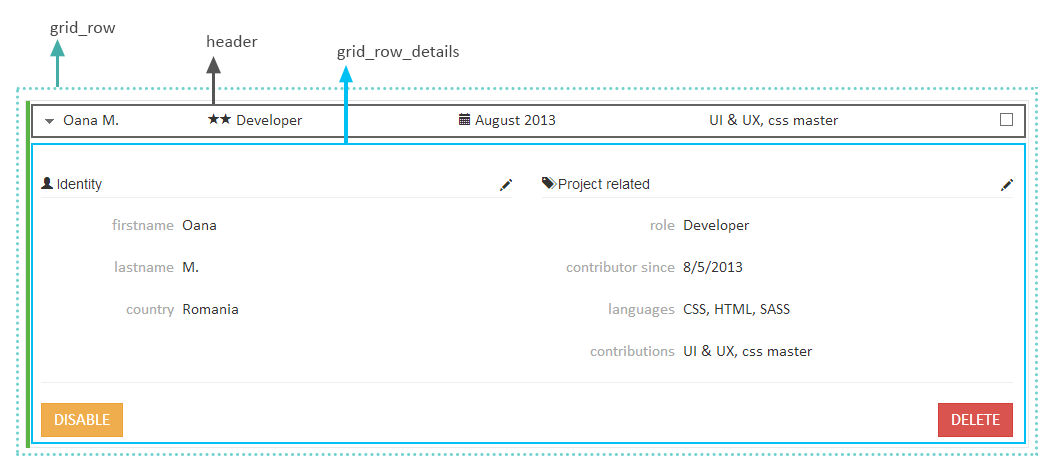 grid_row
header
grid_row_details
Oana M. ★★ Developer August 2013 UI & UX, css master
Identity
firstname Oana
lastname M.
country Romania
Project related
role Developer
contributor since 8/5/2013
languages CSS, HTML, SASS
contributions UI & UX, css master
DISABLE DELETE